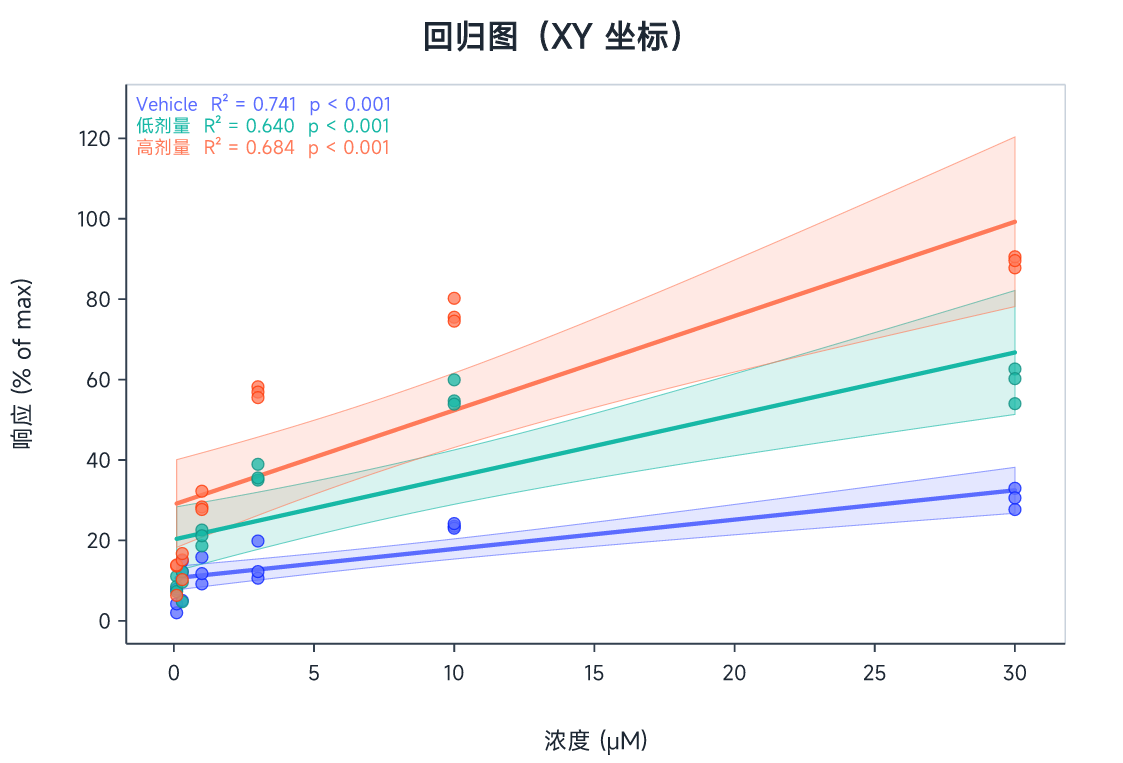 回归图（XY 坐标）
Vehicle R² = 0.741 p < 0.001
低剂量 R² = 0.640 p < 0.001
高剂量 R² = 0.684 p < 0.001
120
100
80
60
40
20
0
响应 (% of max)
0 5 10 15 20 25 30
浓度 (µM)